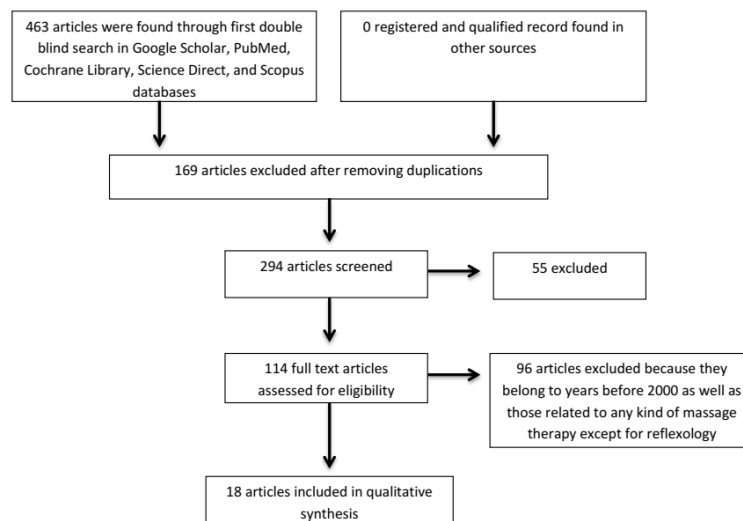 463 articles were found through first double
blind search in Google Scholar, PubMed,
Cochrane Library, Science Direct, and Scopus
databases
0 registered and qualified record found in
other sources
169 articles excluded after removing duplications
294 articles screened
55 excluded
114 full text articles
assessed for eligibility
96 articles excluded because they
belong to years before 2000 as well as
those related to any kind of massage
therapy except for reflexology
18 articles included in qualitative
synthesis